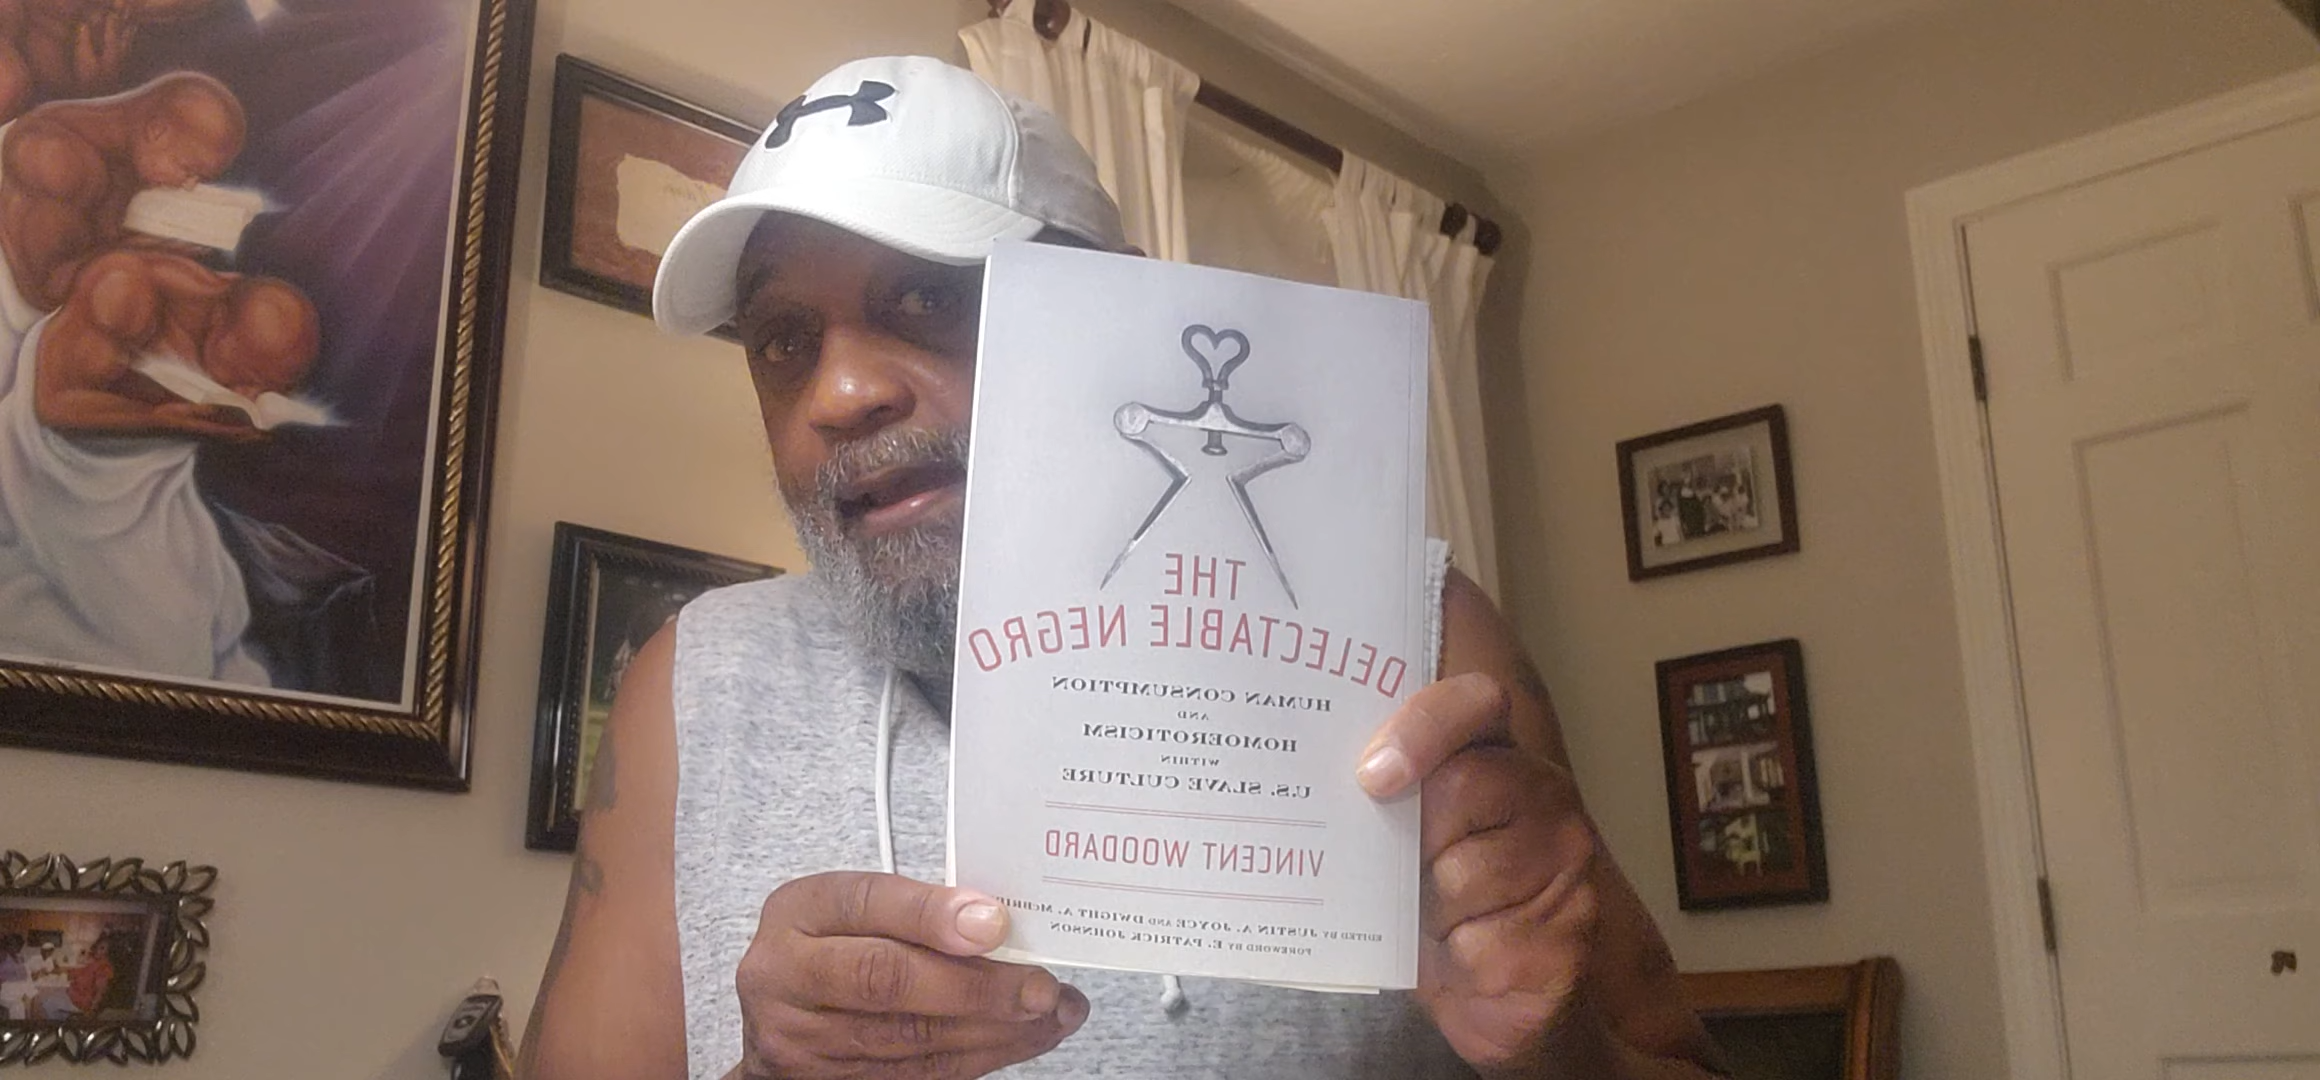 THE
DELECTABLE NEGRO
HUMAN CONSUMPTION
AND
HOMOEROTICISM
WITHIN
U.S. SLAVE CULTURE
VINCENT WOODARD
EDITED BY JUSTIN A. JOYCE AND DWIGHT A.
FOREWORD BY E. PATRICK JOHNSON